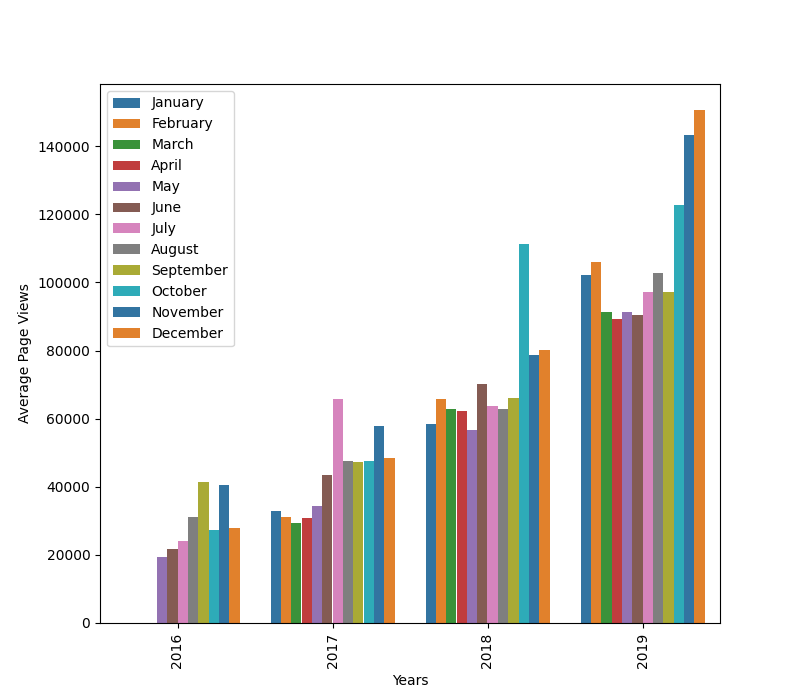 January
February
March
April
May
June
July
August
September
October
November
December
140000
120000
100000
80000
60000
40000
20000
0
Average Page Views
2016
2017
2018
2019
Years